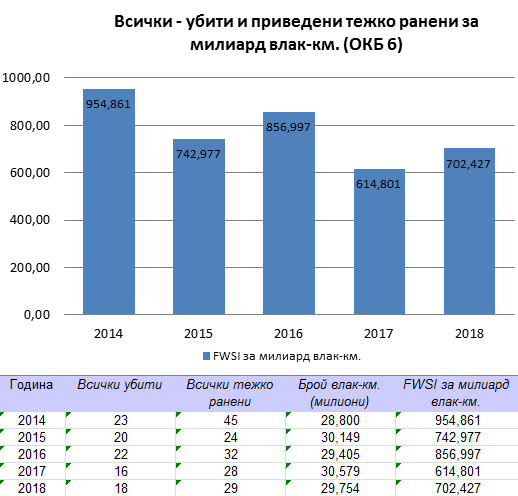 Всички - убити и приведени тежко ранени за
милиард влак-км. (ОКБ 6)
1000,00
800,00
600,00
400,00
200,00
0,00
954,861
742,977
856,997
614,801
702,427
2014 2015 2016 2017 2018
FWSI за милиард влак-км.
Година Всички убити Всички тежко ранени Брой влак-км. (милиони) FWSI за милиард влак-км.
2014 23 45 28,800 954,861
2015 20 24 30,149 742,977
2016 22 32 29,405 856,997
2017 16 28 30,579 614,801
2018 18 29 29,754 702,427